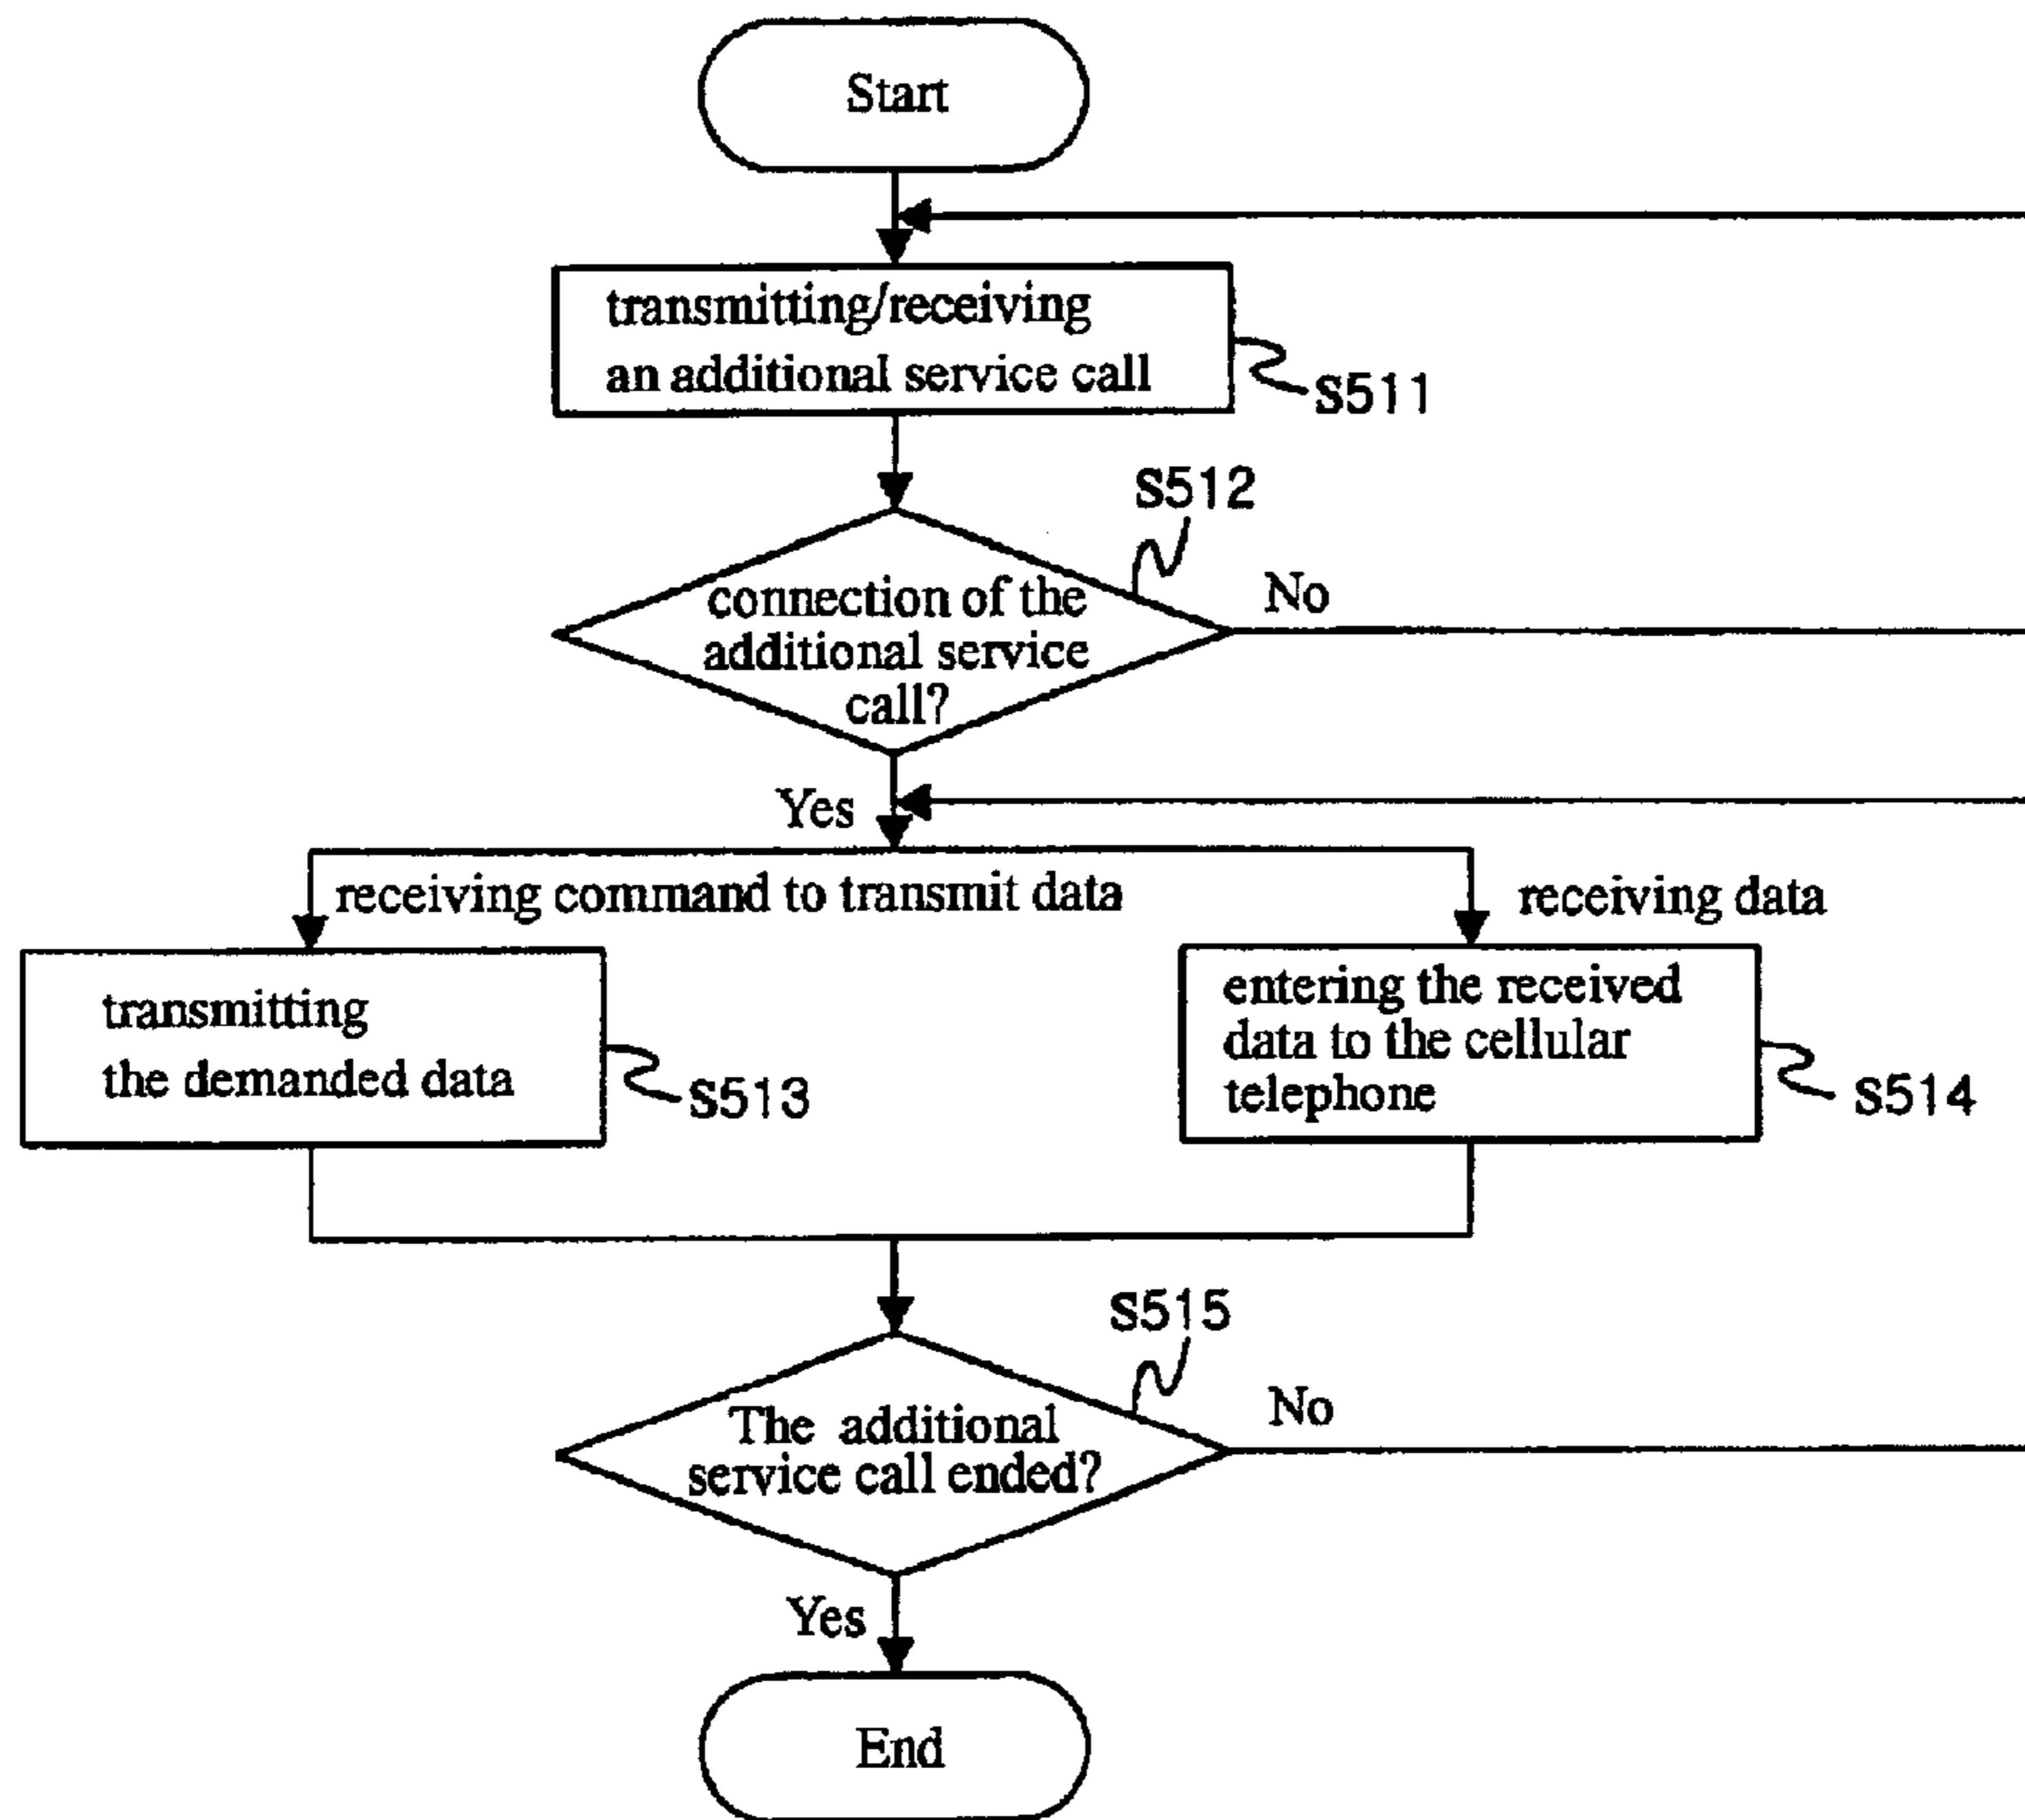 Start
transmitting/receiving
an additional service call
S511
S512
connection of the
additional service
call?
No
Yes
receiving command to transmit data
receiving data
transmitting
the demanded data
S513
entering the received
data to the cellular
telephone
S514
S515
The additional
service call ended?
No
Yes
End